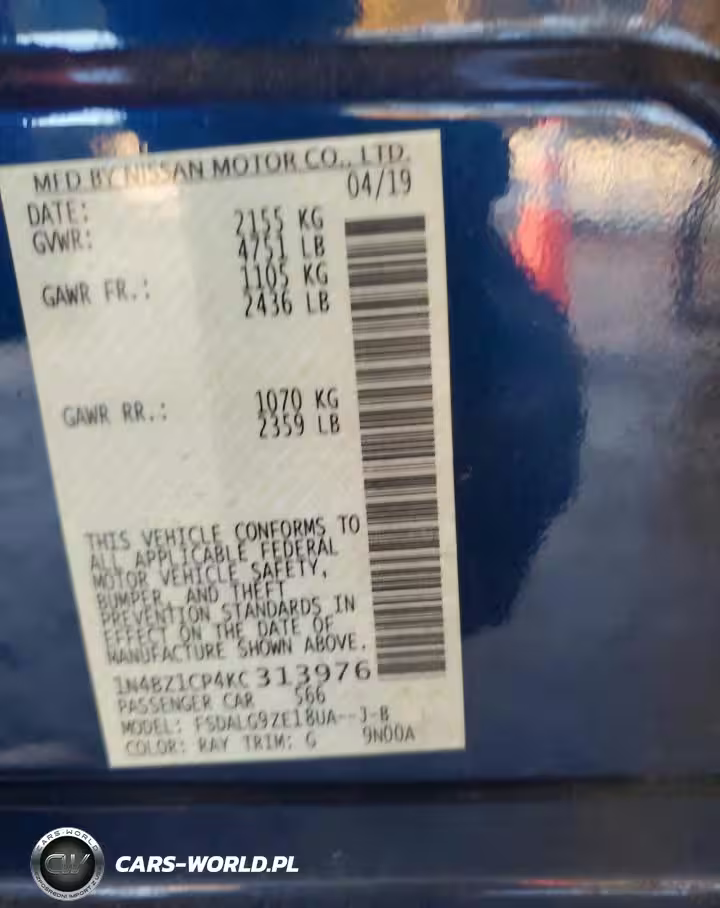 MFD BY NISSAN MOTOR CO., LTD.
DATE: 04/19
GVWR: 2155 KG
4751 LB
GAWR FR.: 1105 KG
2436 LB
GAWR RR.: 1070 KG
2359 LB
THIS VEHICLE CONFORMS TO
ALL APPLICABLE FEDERAL
MOTOR VEHICLE SAFETY,
BUMPER, AND THEFT
PREVENTION STANDARDS IN
EFFECT ON THE DATE OF
MANUFACTURE SHOWN ABOVE.
1N4BZ1CP4KC313976
PASSENGER CAR 566
MODEL: FSDALG9ZE18UA--J-B
COLOR: RAY TRIM: G 9N00A
CARS-WORLD
CW
CARS-WORLD.PL